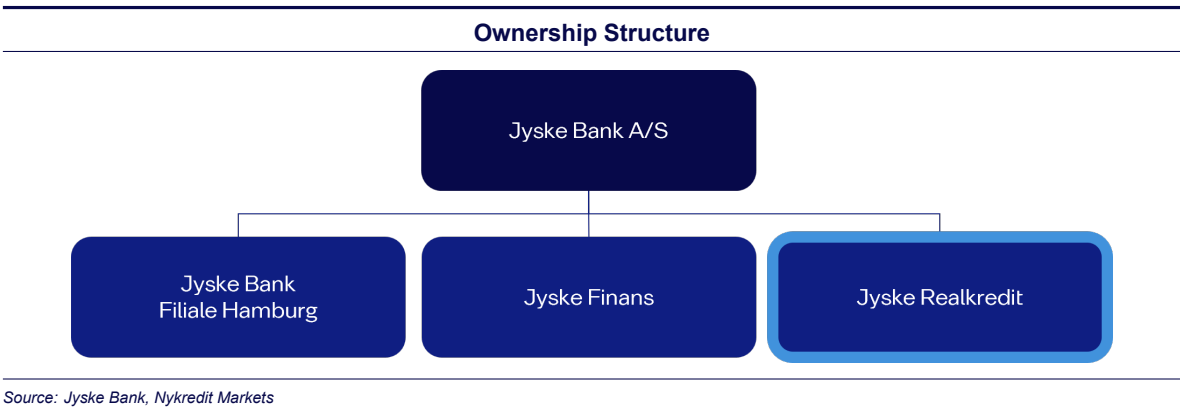 Ownership Structure
Jyske Bank A/S
Jyske Bank
Filiale Hamburg
Jyske Finans
Jyske Realkredit
Source: Jyske Bank, Nykredit Markets